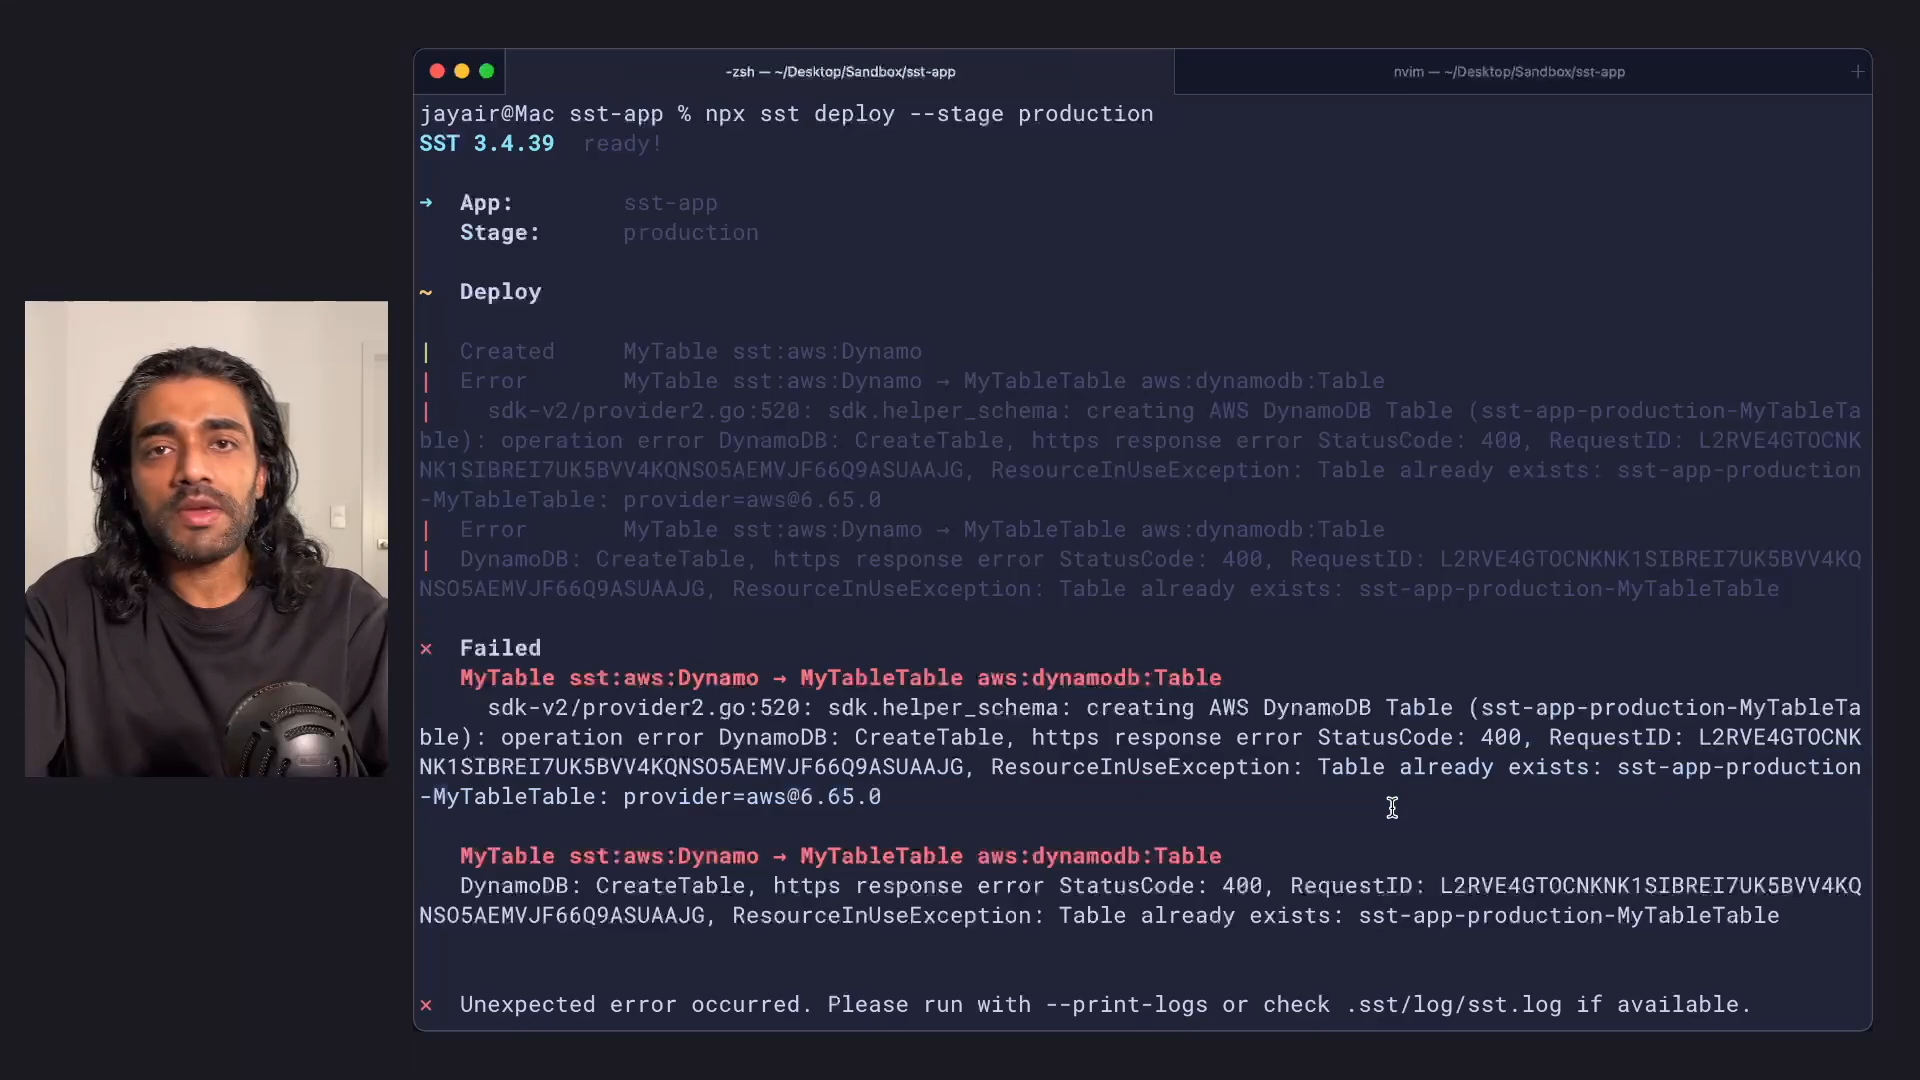 -zsh — ~/Desktop/Sandbox/sst-app
nvim — ~/Desktop/Sandbox/sst-app
+
jayair@Mac sst-app % npx sst deploy --stage production
SST 3.4.39 ready!
➜ App: sst-app
Stage: production
~ Deploy
| Created MyTable sst:aws:Dynamo
| Error MyTable sst:aws:Dynamo → MyTableTable aws:dynamodb:Table
| sdk-v2/provider2.go:520: sdk.helper_schema: creating AWS DynamoDB Table (sst-app-production-MyTableTa
ble): operation error DynamoDB: CreateTable, https response error StatusCode: 400, RequestID: L2RVE4GTOCNK
NK1SIBREI7UK5BVV4KQNSO5AEMVJF66Q9ASUAAJG, ResourceInUseException: Table already exists: sst-app-production
-MyTableTable: provider=aws@6.65.0
| Error MyTable sst:aws:Dynamo → MyTableTable aws:dynamodb:Table
| DynamoDB: CreateTable, https response error StatusCode: 400, RequestID: L2RVE4GTOCNKNK1SIBREI7UK5BVV4KQ
NSO5AEMVJF66Q9ASUAAJG, ResourceInUseException: Table already exists: sst-app-production-MyTableTable
× Failed
MyTable sst:aws:Dynamo → MyTableTable aws:dynamodb:Table
sdk-v2/provider2.go:520: sdk.helper_schema: creating AWS DynamoDB Table (sst-app-production-MyTableTa
ble): operation error DynamoDB: CreateTable, https response error StatusCode: 400, RequestID: L2RVE4GTOCNK
NK1SIBREI7UK5BVV4KQNSO5AEMVJF66Q9ASUAAJG, ResourceInUseException: Table already exists: sst-app-production
-MyTableTable: provider=aws@6.65.0
MyTable sst:aws:Dynamo → MyTableTable aws:dynamodb:Table
DynamoDB: CreateTable, https response error StatusCode: 400, RequestID: L2RVE4GTOCNKNK1SIBREI7UK5BVV4KQ
NSO5AEMVJF66Q9ASUAAJG, ResourceInUseException: Table already exists: sst-app-production-MyTableTable
× Unexpected error occurred. Please run with --print-logs or check .sst/log/sst.log if available.